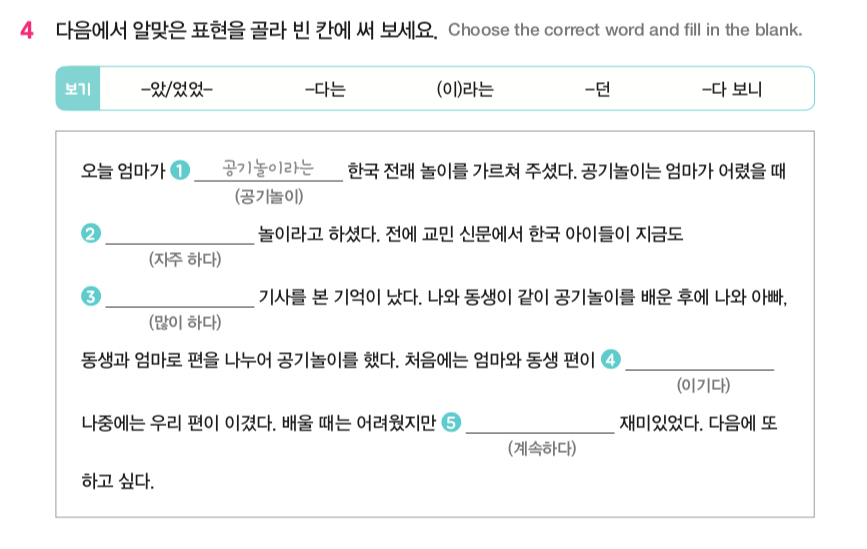 4 다음에서 알맞은 표현을 골라 빈 칸에 써 보세요. Choose the correct word and fill in the blank.
보기 –았/었었– –다는 (이)라는 –던 –다 보니
오늘 엄마가 1 공기놀이라는 한국 전래 놀이를 가르쳐 주셨다. 공기놀이는 엄마가 어렸을 때
(공기놀이)
2 놀이라고 하셨다. 전에 교민 신문에서 한국 아이들이 지금도
(자주 하다)
3 기사를 본 기억이 났다. 나와 동생이 같이 공기놀이를 배운 후에 나와 아빠,
(많이 하다)
동생과 엄마로 편을 나누어 공기놀이를 했다. 처음에는 엄마와 동생 편이 4
(이기다)
나중에는 우리 편이 이겼다. 배울 때는 어려웠지만 5 재미있었다. 다음에 또
(계속하다)
하고 싶다.